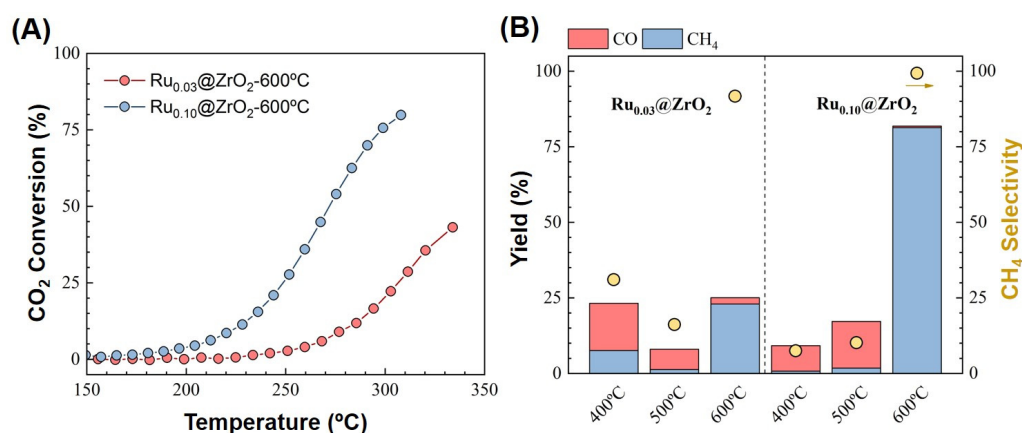 (A)
CO₂ Conversion (%)
100
75
50
25
0
Ru₀.₀₃@ZrO₂-600ºC
Ru₀.₁₀@ZrO₂-600ºC
150
200
250
300
350
Temperature (ºC)
(B)
CO
CH₄
Yield (%)
100
75
50
25
0
Ru₀.₀₃@ZrO₂
Ru₀.₁₀@ZrO₂
100
75
50
25
0
CH₄ Selectivity
400ºC
500ºC
600ºC
400ºC
500ºC
600ºC